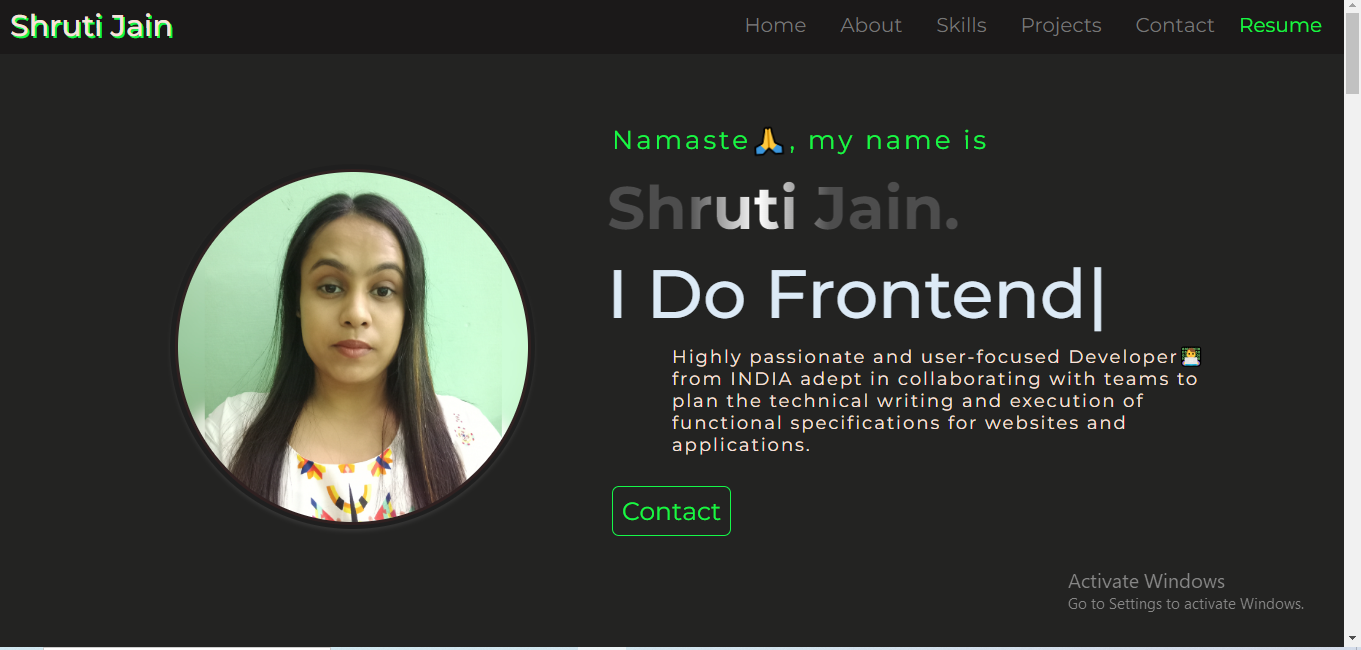 Shruti Jain
Home About Skills Projects Contact Resume
Namaste🙏, my name is
Shruti Jain.
I Do Frontend|
Highly passionate and user-focused Developer👨‍💻
from INDIA adept in collaborating with teams to
plan the technical writing and execution of
functional specifications for websites and
applications.
Contact
Activate Windows
Go to Settings to activate Windows.